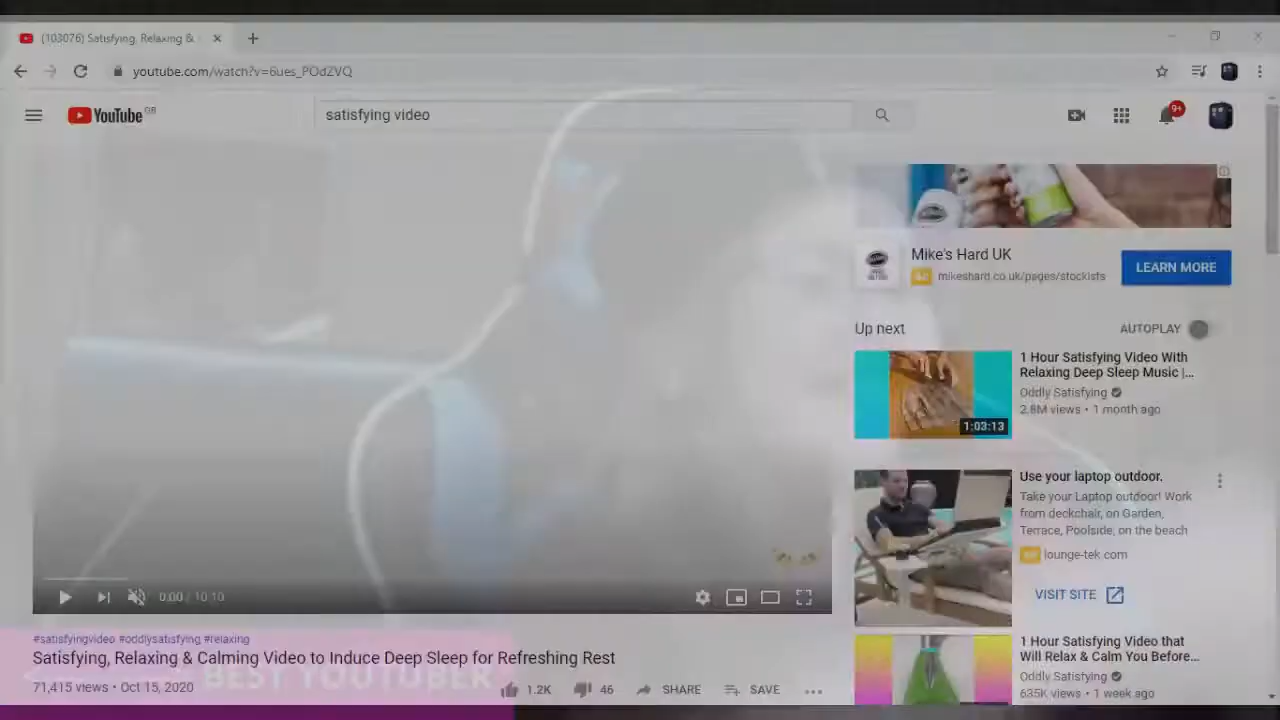 (103076) Satisfying, Relaxing &
youtube.com/watch?v=6ues_POdZVQ
YouTube GB
satisfying video
9+
Mike's Hard UK
Ad mikeshard.co.uk/pages/stockists
LEARN MORE
Up next
AUTOPLAY
1 Hour Satisfying Video With
Relaxing Deep Sleep Music |...
Oddly Satisfying
2.8M views • 1 month ago
1:03:13
Use your laptop outdoor.
Take your Laptop outdoor! Work
from deckchair, on Garden,
Terrace, Poolside, on the beach
Ad lounge-tek.com
VISIT SITE
0:00 / 10:10
#satisfyingvideo #oddlysatisfying #relaxing
Satisfying, Relaxing & Calming Video to Induce Deep Sleep for Refreshing Rest
71,415 views • Oct 15, 2020
1.2K
46
SHARE
SAVE
1 Hour Satisfying Video that
Will Relax & Calm You Before...
Oddly Satisfying
635K views • 1 week ago